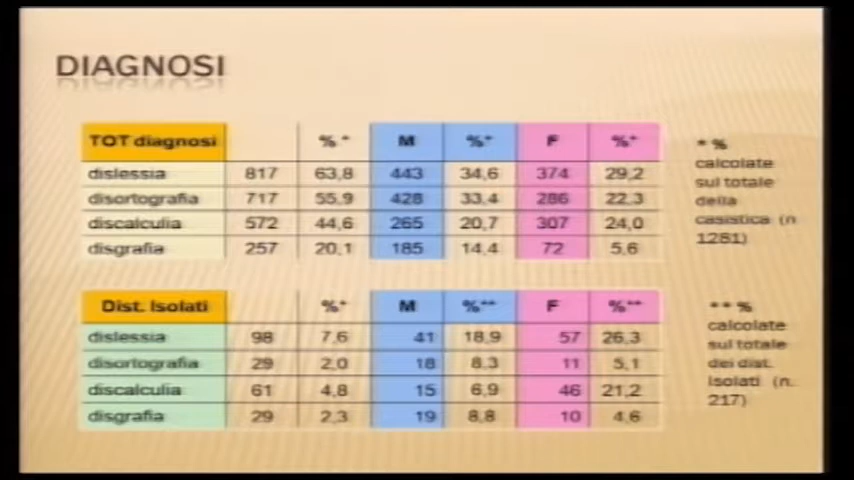 DIAGNOSI
TOT diagnosi % * M %* F %*
dislessia 817 63,8 443 34,6 374 29,2
disortografia 717 55,9 428 33,4 286 22,3
discalculia 572 44,6 265 20,7 307 24,0
disgrafia 257 20,1 185 14,4 72 5,6
* %
calcolate
sul totale
della
casistica (n
1281)
Dist. Isolati %* M %** F %**
dislessia 98 7,6 41 18,9 57 26,3
disortografia 29 2,0 18 8,3 11 5,1
discalculia 61 4,8 15 6,9 46 21,2
disgrafia 29 2,3 19 8,8 10 4,6
* * %
calcolate
sul totale
dei dist.
Isolati (n.
217)